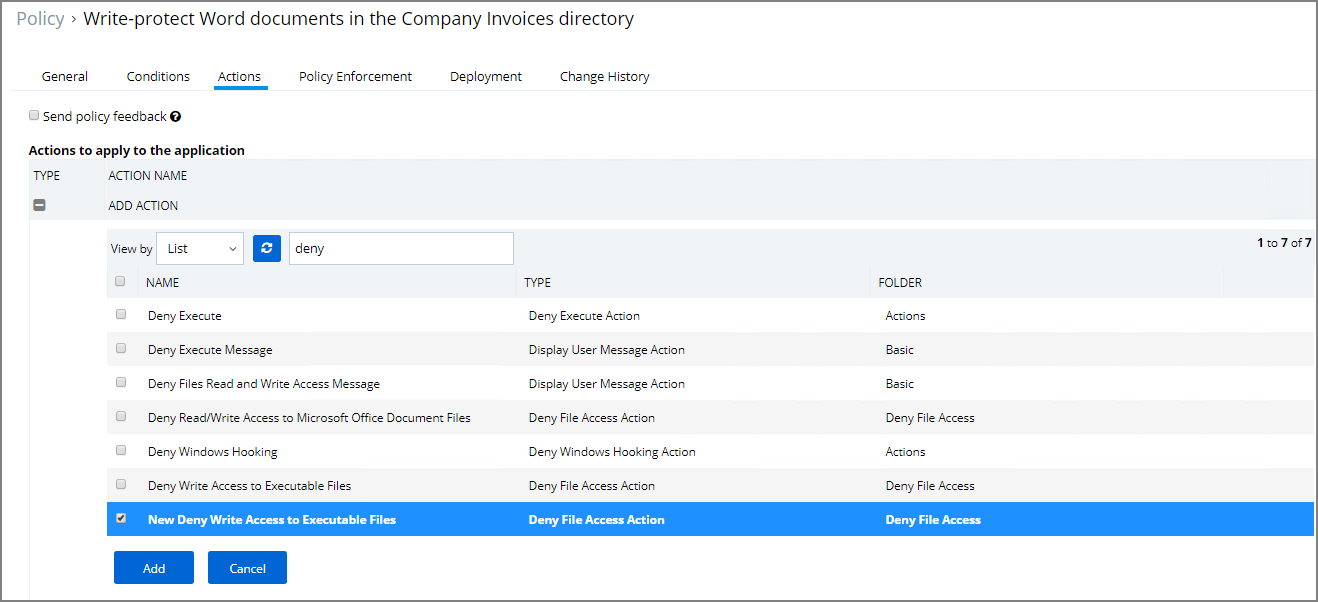 Policy › Write-protect Word documents in the Company Invoices directory
General Conditions Actions Policy Enforcement Deployment Change History
Send policy feedback ?
Actions to apply to the application
TYPE ACTION NAME
ADD ACTION
View by List deny 1 to 7 of 7
NAME TYPE FOLDER
Deny Execute Deny Execute Action Actions
Deny Execute Message Display User Message Action Basic
Deny Files Read and Write Access Message Display User Message Action Basic
Deny Read/Write Access to Microsoft Office Document Files Deny File Access Action Deny File Access
Deny Windows Hooking Deny Windows Hooking Action Actions
Deny Write Access to Executable Files Deny File Access Action Deny File Access
New Deny Write Access to Executable Files Deny File Access Action Deny File Access
Add Cancel